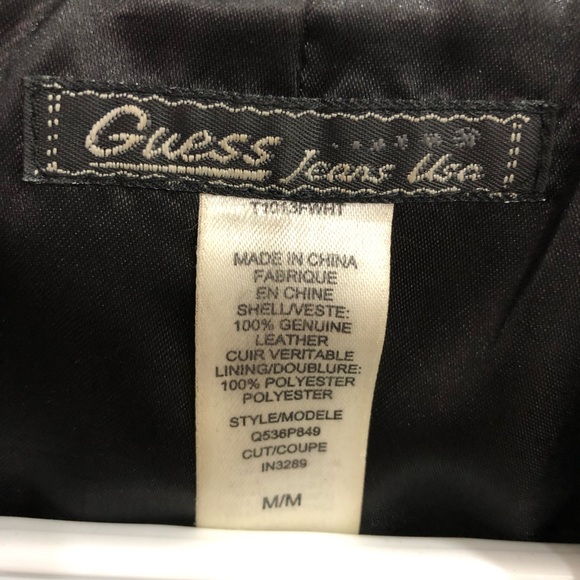 Guess Jeans Usa
MADE IN CHINA
FABRIQUE
EN CHINE
SHELL/VESTE:
100% GENUINE
LEATHER
CUIR VERITABLE
LINING/DOUBLURE:
100% POLYESTER
POLYESTER
STYLE/MODELE
Q536P849
CUT/COUPE
IN3289
M/M